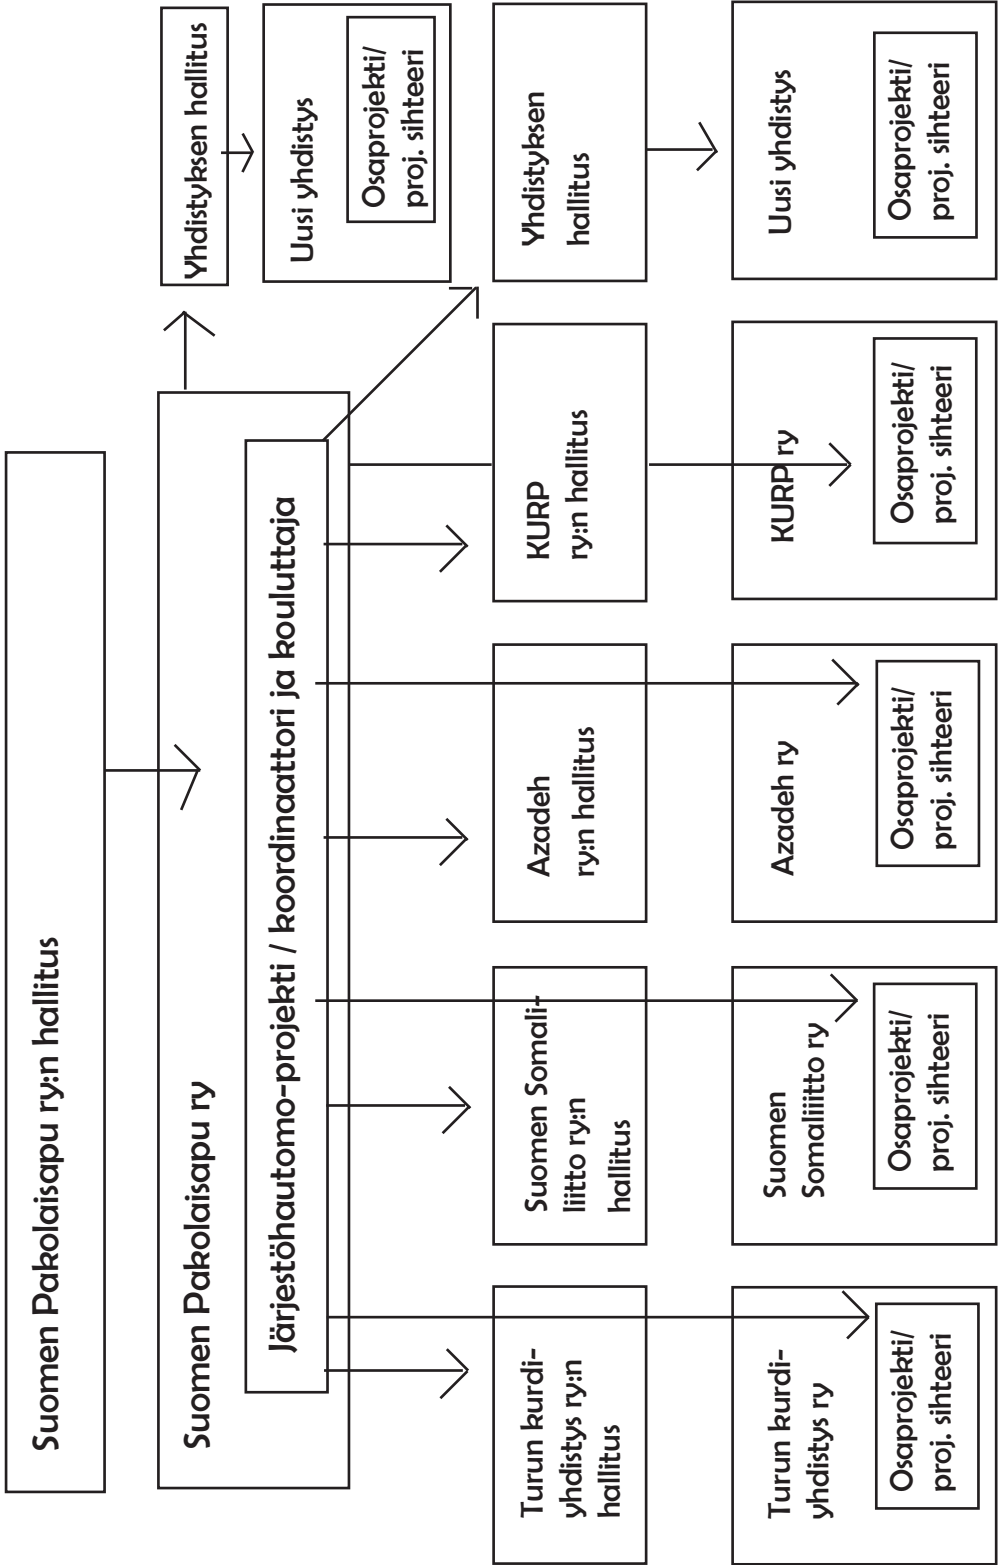 Suomen Pakolaisapu ry:n hallitus
Suomen Pakolaisapu ry
Järjestöhautomo-projekti / koordinaattori ja kouluttaja
Yhdistyksen hallitus
Uusi yhdistys
Osaprojekti/
proj. sihteeri
Turun kurdi-
yhdistys ry:n
hallitus
Suomen Somali-
liitto ry:n
hallitus
Azadeh
ry:n hallitus
KURP
ry:n hallitus
Yhdistyksen
hallitus
Turun kurdi-
yhdistys ry
Osaprojekti/
proj. sihteeri
Suomen
Somaliiitto ry
Osaprojekti/
proj. sihteeri
Azadeh ry
Osaprojekti/
proj. sihteeri
KURP ry
Osaprojekti/
proj. sihteeri
Uusi yhdistys
Osaprojekti/
proj. sihteeri